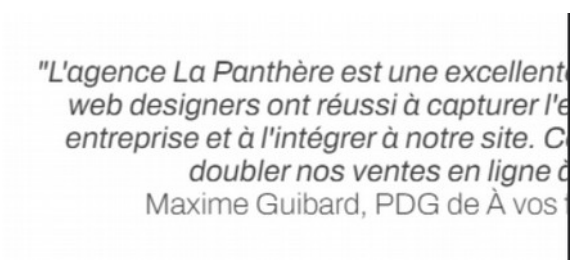 "L'agence La Panthère est une
web designers ont réussi à capturer
entreprise et à l'intégrer à notre site.
doubler nos ventes en ligne
Maxime Guibard, PDG de À vos